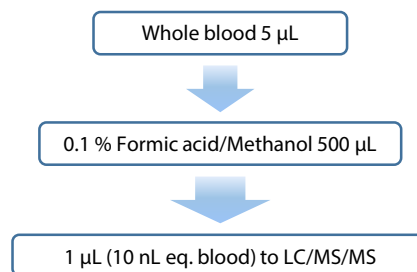 Whole blood 5 µL
0.1 % Formic acid/Methanol 500 µL
1 µL (10 nL eq. blood) to LC/MS/MS